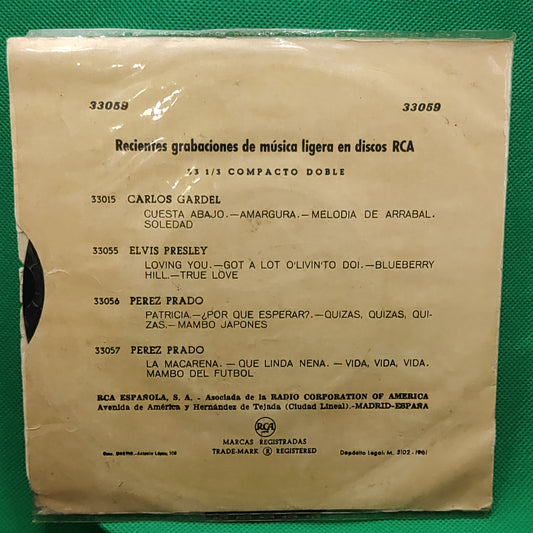 33059 33059
Recientes grabaciones de música ligera en discos RCA
33 1/3 COMPACTO DOBLE
33015 CARLOS GARDEL
CUESTA ABAJO.—AMARGURA.—MELODIA DE ARRABAL.
SOLEDAD
33055 ELVIS PRESLEY
LOVING YOU.—GOT A LOT O'LIVIN'TO DO!.—BLUEBERRY
HILL.—TRUE LOVE
33056 PEREZ PRADO
PATRICIA.—¿POR QUE ESPERAR?.—QUIZAS, QUIZAS, QUI-
ZAS.—MAMBO JAPONES
33057 PEREZ PRADO
LA MACARENA. — QUE LINDA NENA. — VIDA, VIDA, VIDA.
MAMBO DEL FUTBOL
RCA ESPAÑOLA, S. A. - Asociada de la RADIO CORPORATION OF AMERICA
Avenida de América y Hernández de Tejada (Ciudad Lineal).—MADRID-ESPAÑA
RCA
MARCAS REGISTRADAS
TRADE-MARK ® REGISTERED
Antonio López,
Depósito Legal: M. 3102-1961